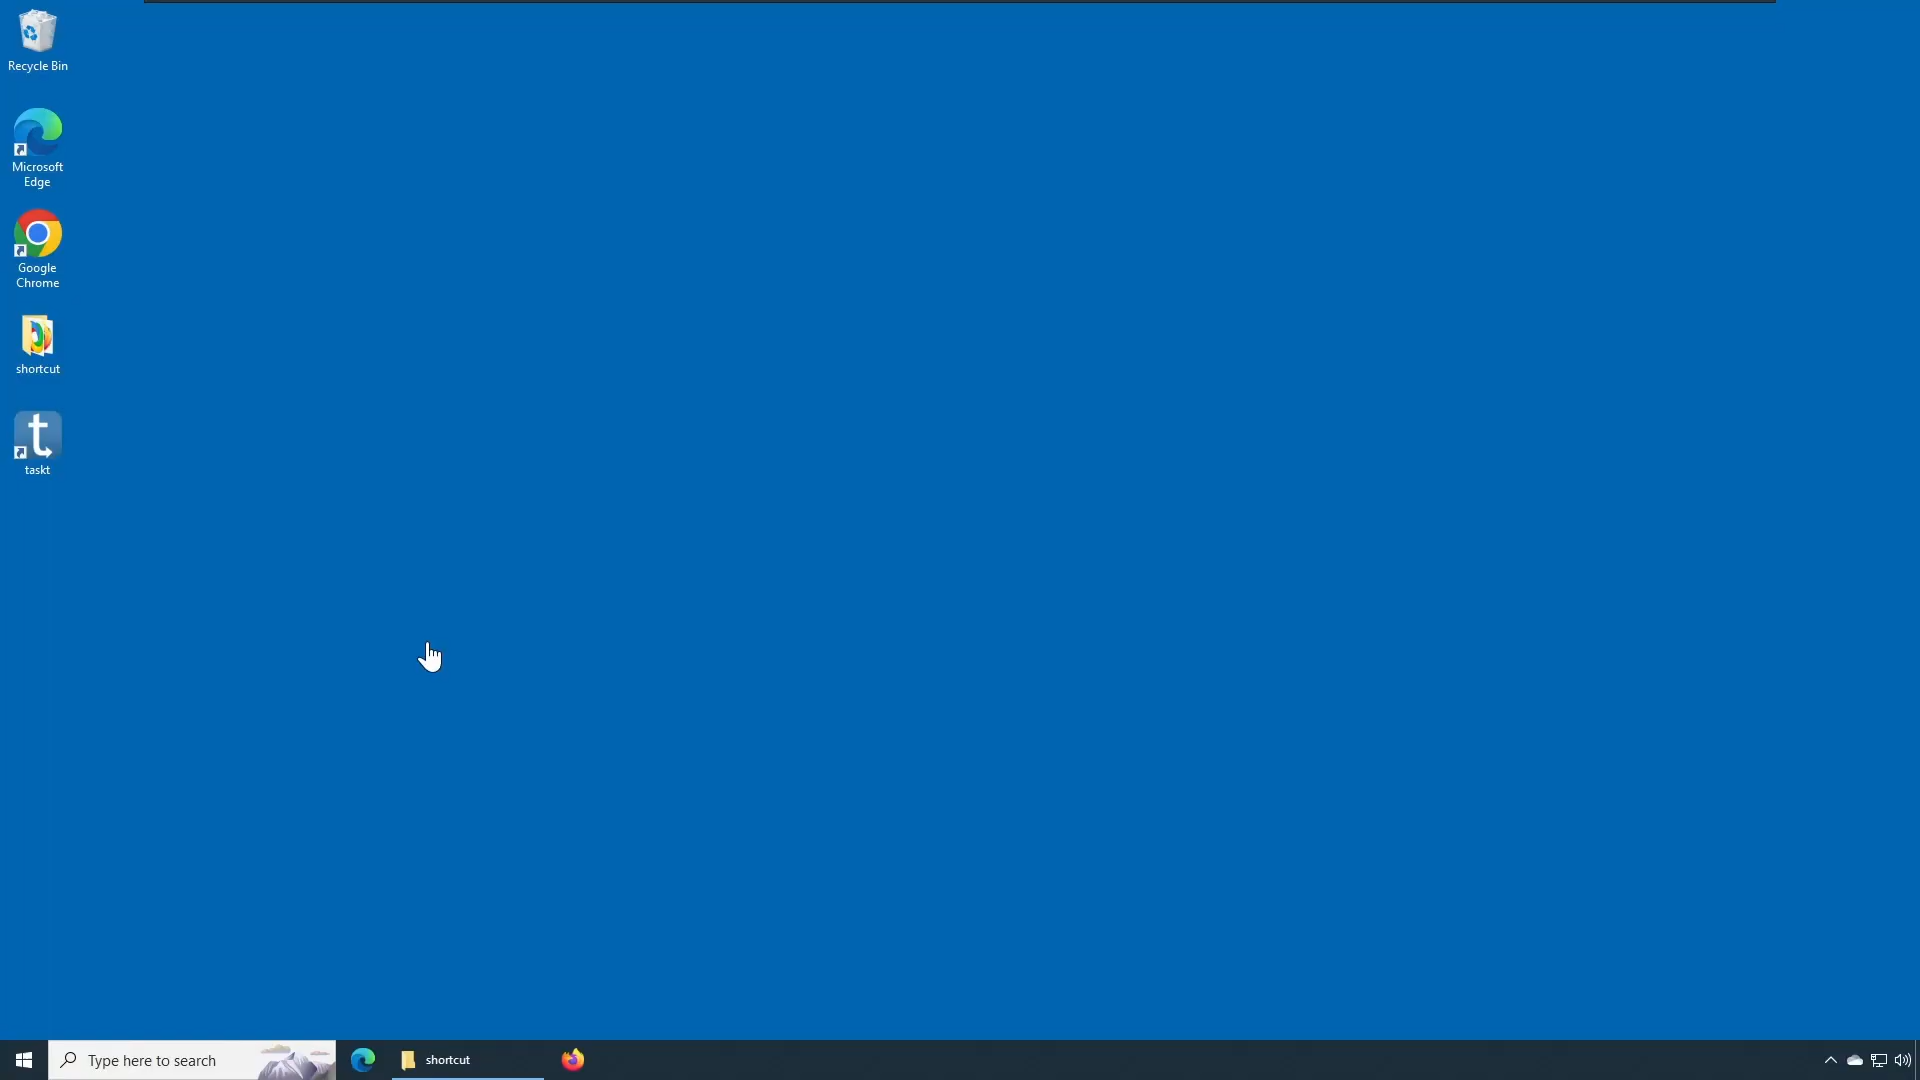 Recycle Bin
Microsoft
Edge
Google
Chrome
shortcut
t
taskt
Type here to search
shortcut